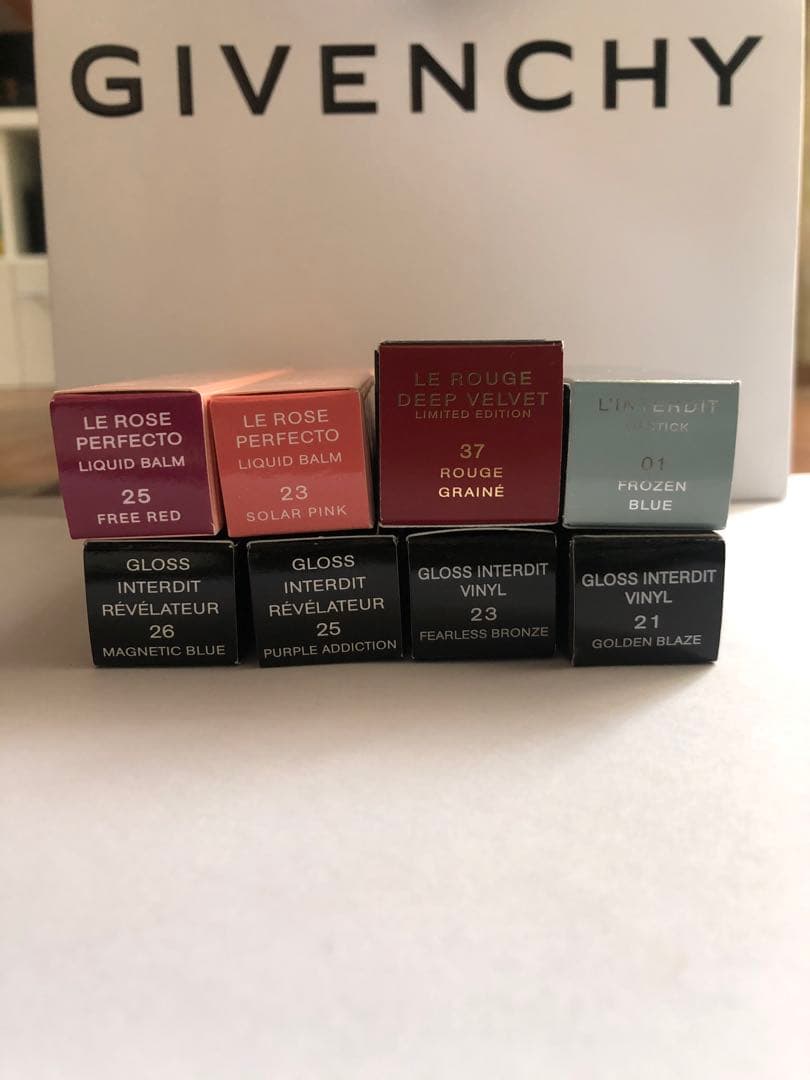 GIVENCHY
LE ROSE
PERFECTO
LIQUID BALM
25
FREE RED
LE ROSE
PERFECTO
LIQUID BALM
23
SOLAR PINK
LE ROUGE
DEEP VELVET
LIMITED EDITION
37
ROUGE
GRAINÉ
L'INTERDIT
01
FROZEN
BLUE
GLOSS
INTERDIT
RÉVÉLATEUR
26
MAGNETIC BLUE
GLOSS
INTERDIT
RÉVÉLATEUR
25
PURPLE ADDICTION
GLOSS INTERDIT
VINYL
23
FEARLESS BRONZE
GLOSS INTERDIT
VINYL
21
GOLDEN BLAZE